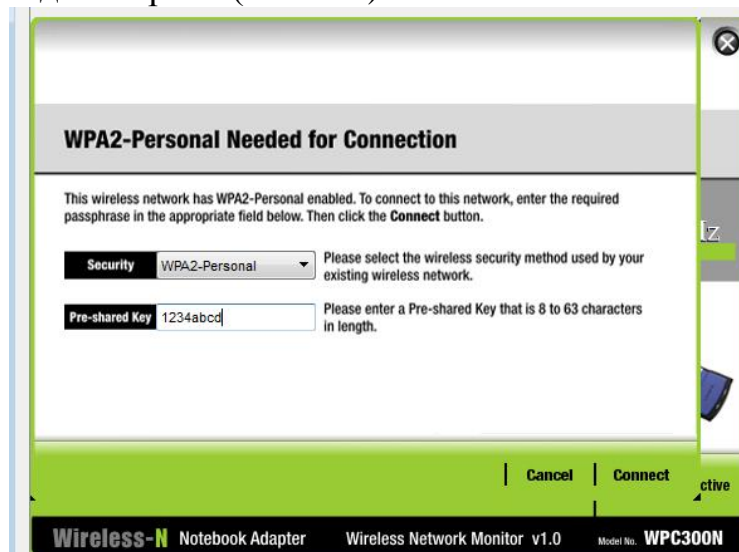 WPA2-Personal Needed for Connection
This wireless network has WPA2-Personal enabled. To connect to this network, enter the required
passphrase in the appropriate field below. Then click the Connect button.
Security WPA2-Personal Please select the wireless security method used by your
existing wireless network.
Pre-shared Key 1234abcd Please enter a Pre-shared Key that is 8 to 63 characters
in length.
Cancel Connect
Wireless-N Notebook Adapter Wireless Network Monitor v1.0 Model No. WPC300N